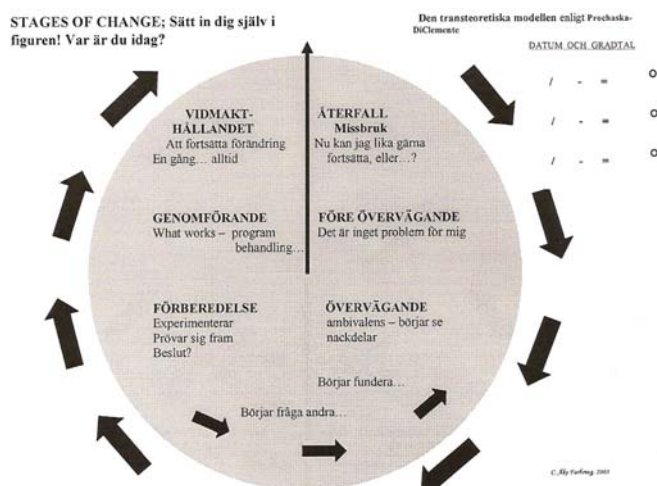 STAGES OF CHANGE; Sätt in dig själv i
figuren! Var är du idag?
Den transteoretiska modellen enligt Prochaska-
DiClemente
DATUM OCH GRADTAL
/ - = o
/ - = o
/ - = o
VIDMAKT-
HÅLLANDET
Att fortsätta förändring
En gång... alltid
ÅTERFALL
Missbruk
Nu kan jag lika gärna
fortsätta, eller...?
GENOMFÖRANDE
What works – program
behandling...
FÖRE ÖVERVÄGANDE
Det är inget problem för mig
FÖRBEREDELSE
Experimenterar
Prövar sig fram
Beslut?
ÖVERVÄGANDE
ambivalens – börjar se
nackdelar
Börjar fundera...
Börjar fråga andra...
2003